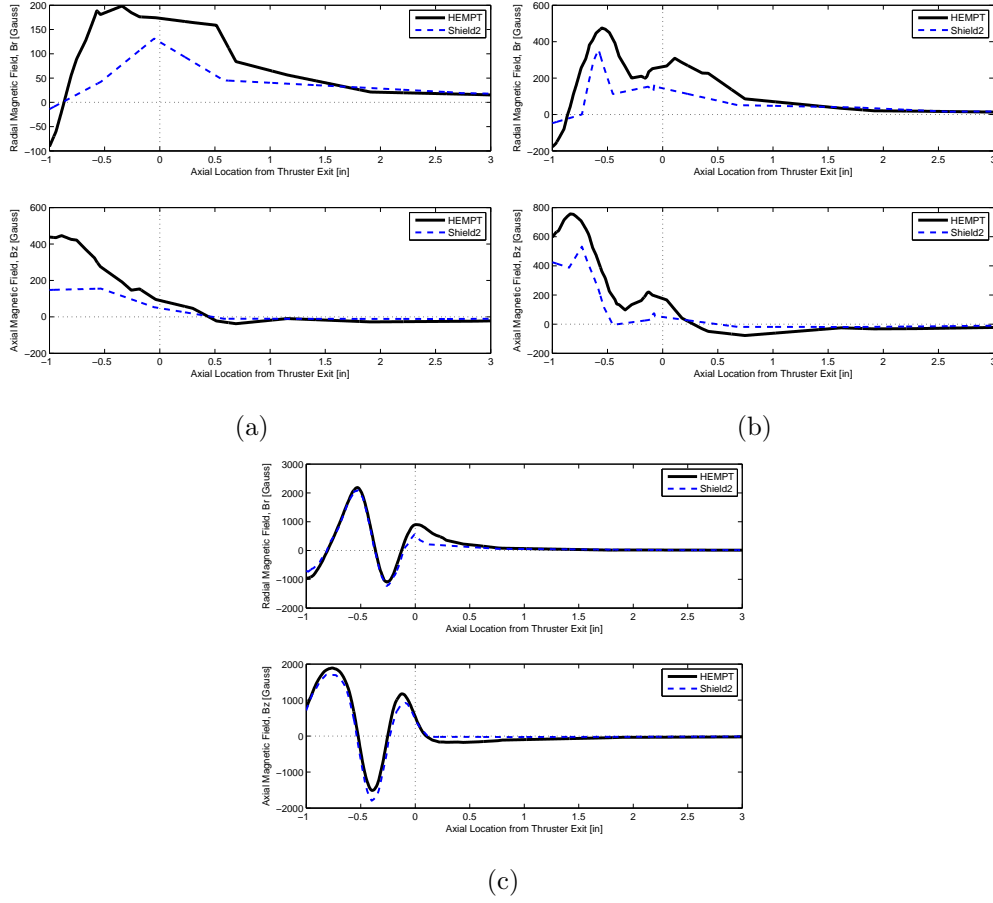 200
150
100
50
0
50
100
Radial Magnetic Field, Br [Gauss]
−1 −0.5 0 0.5 1 1.5 2 2.5 3
Axial Location from Thruster Exit [in]
HEMPT
Shield2
600
400
200
0
−200
Axial Magnetic Field, Bz [Gauss]
−1 −0.5 0 0.5 1 1.5 2 2.5 3
Axial Location from Thruster Exit [in]
HEMPT
Shield2
(a)
600
400
200
0
−200
Radial Magnetic Field, Br [Gauss]
−1 −0.5 0 0.5 1 1.5 2 2.5 3
Axial Location from Thruster Exit [in]
HEMPT
Shield2
800
600
400
200
0
−200
Axial Magnetic Field, Bz [Gauss]
−1 −0.5 0 0.5 1 1.5 2 2.5 3
Axial Location from Thruster Exit [in]
HEMPT
Shield2
(b)
3000
2000
1000
0
−1000
−2000
Radial Magnetic Field, Br [Gauss]
−1 −0.5 0 0.5 1 1.5 2 2.5 3
Axial Location from Thruster Exit [in]
HEMPT
Shield2
2000
1000
0
−1000
−2000
Axial Magnetic Field, Bz [Gauss]
−1 −0.5 0 0.5 1 1.5 2 2.5 3
Axial Location from Thruster Exit [in]
HEMPT
Shield2
(c)